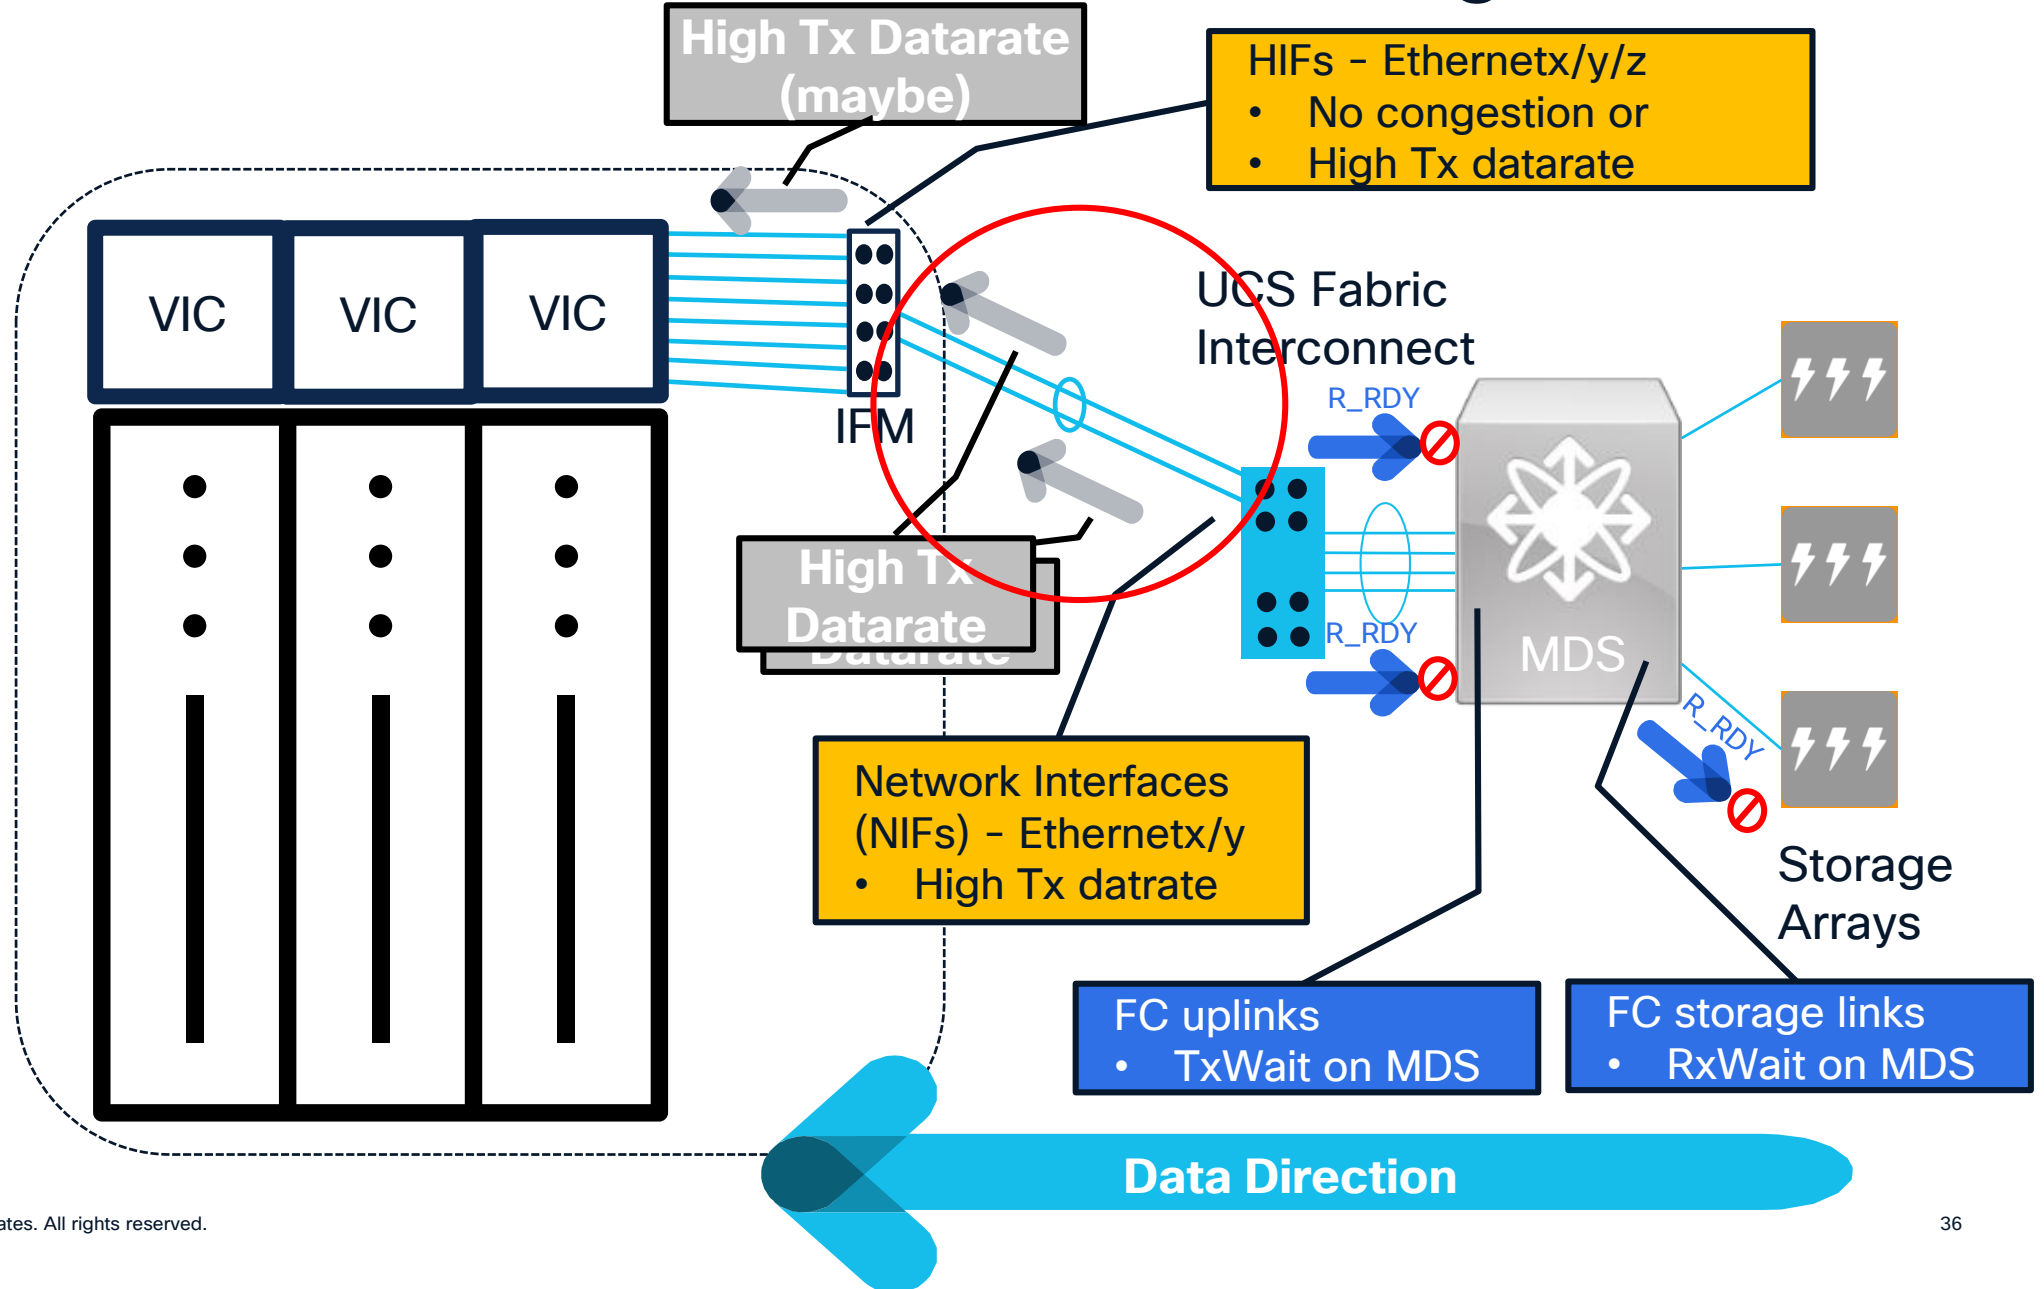 High Tx Datarate
(maybe)
HIFs - Ethernetx/y/z
• No congestion or
• High Tx datarate
VIC
VIC
VIC
IFM
UCS Fabric
Interconnect
R_RDY
High Tx
Datarate
Datarate
R_RDY
MDS
R_RDY
Network Interfaces
(NIFs) - Ethernetx/y
• High Tx datrate
Storage
Arrays
FC uplinks
• TxWait on MDS
FC storage links
• RxWait on MDS
Data Direction
ates. All rights reserved.
36